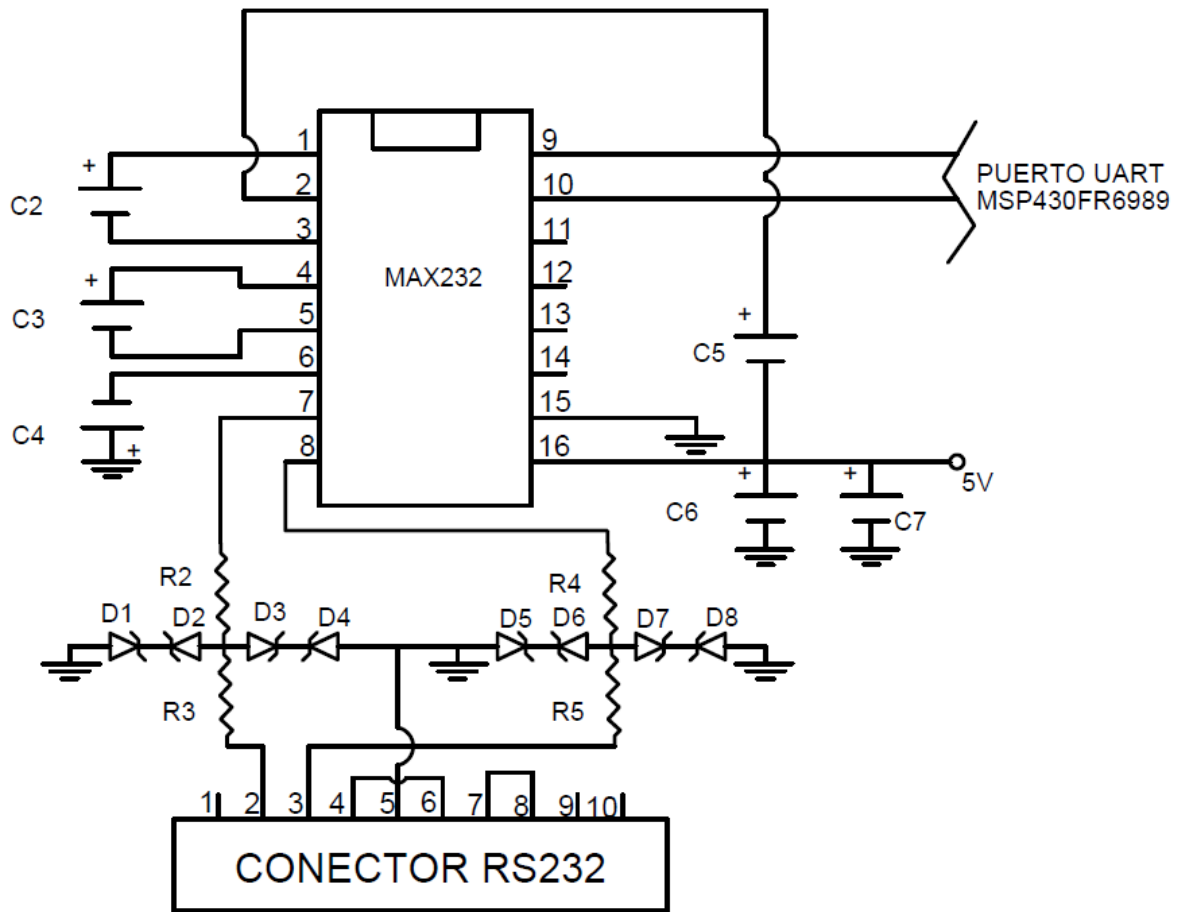 1
2
3
4
5
6
7
8
9
10
11
12
13
14
15
16
MAX232
PUERTO UART
MSP430FR6989
+
C2
+
C3
C4
+
+
C5
+
C6
+
C7
5V
R2
R4
D1
D2
D3
D4
D5
D6
D7
D8
R3
R5
1
2
3
4
5
6
7
8
9
10
CONECTOR RS232